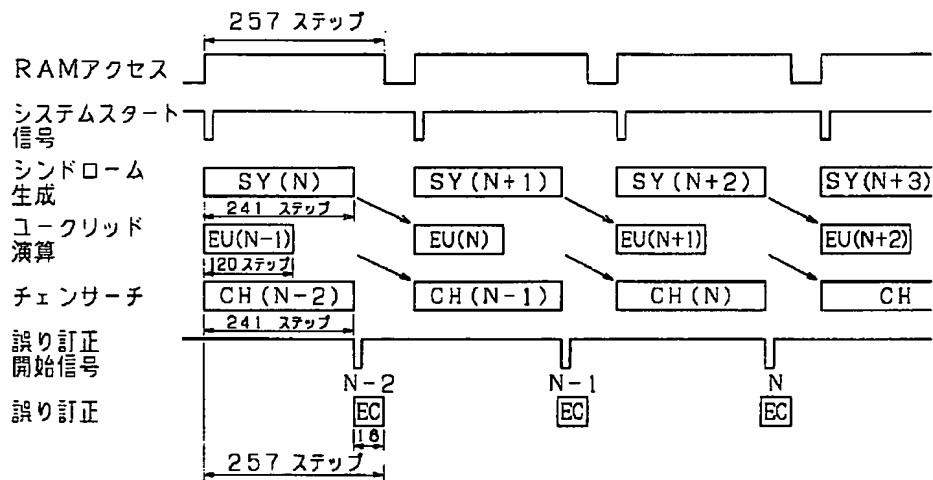 257 ステップ
RAMアクセス
システムスタート
信号
シンドローム
生成
SY(N)
SY(N+1)
SY(N+2)
SY(N+3)
241 ステップ
ユークリッド
演算
EU(N-1)
EU(N)
EU(N+1)
EU(N+2)
120 ステップ
チェンサーチ
CH(N-2)
CH(N-1)
CH(N)
CH
241 ステップ
誤り訂正
開始信号
N-2
N-1
N
誤り訂正
EC
EC
EC
16
257 ステップ